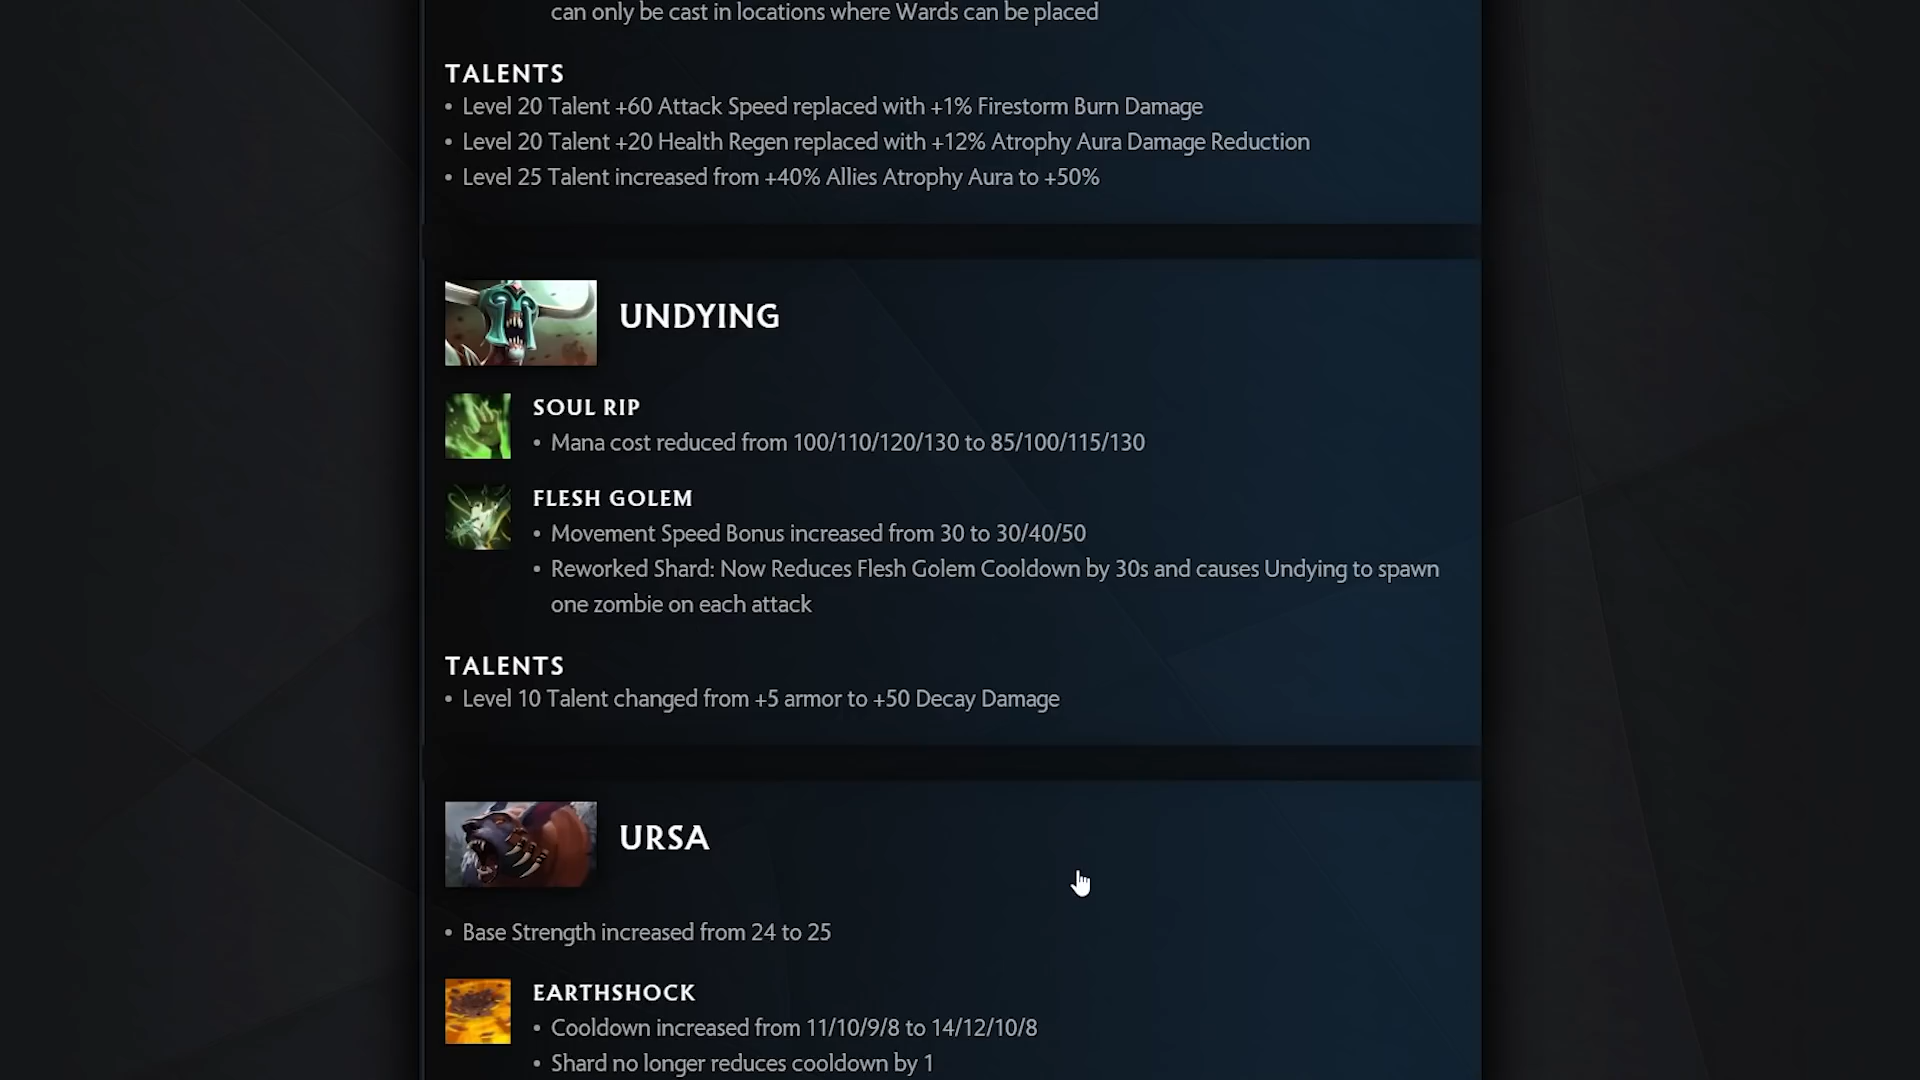 can only be cast in locations where Wards can be placed
TALENTS
• Level 20 Talent +60 Attack Speed replaced with +1% Firestorm Burn Damage
• Level 20 Talent +20 Health Regen replaced with +12% Atrophy Aura Damage Reduction
• Level 25 Talent increased from +40% Allies Atrophy Aura to +50%
UNDYING
SOUL RIP
• Mana cost reduced from 100/110/120/130 to 85/100/115/130
FLESH GOLEM
• Movement Speed Bonus increased from 30 to 30/40/50
• Reworked Shard: Now Reduces Flesh Golem Cooldown by 30s and causes Undying to spawn
one zombie on each attack
TALENTS
• Level 10 Talent changed from +5 armor to +50 Decay Damage
URSA
• Base Strength increased from 24 to 25
EARTHSHOCK
• Cooldown increased from 11/10/9/8 to 14/12/10/8
• Shard no longer reduces cooldown by 1